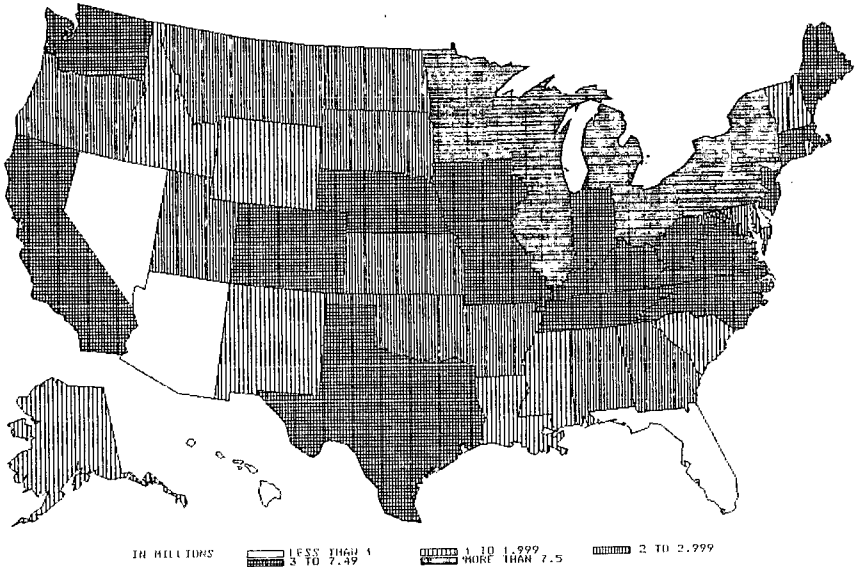 IN MILLIONS LESS THAN 1 1 TO 1.999 2 TO 2.999
3 TO 7.49 MORE THAN 7.5